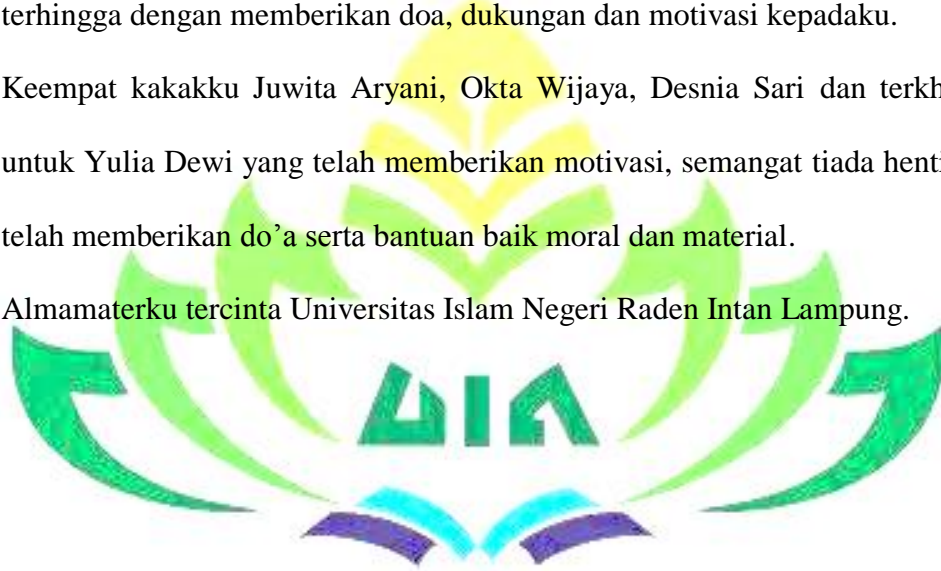 terhingga dengan memberikan doa, dukungan dan motivasi kepadaku.
Keempat kakakku Juwita Aryani, Okta Wijaya, Desnia Sari dan
untuk Yulia Dewi yang telah memberikan motivasi, semangat tiada
telah memberikan do’a serta bantuan baik moral dan material.
Almamaterku tercinta Universitas Islam Negeri Raden Intan Lampung.